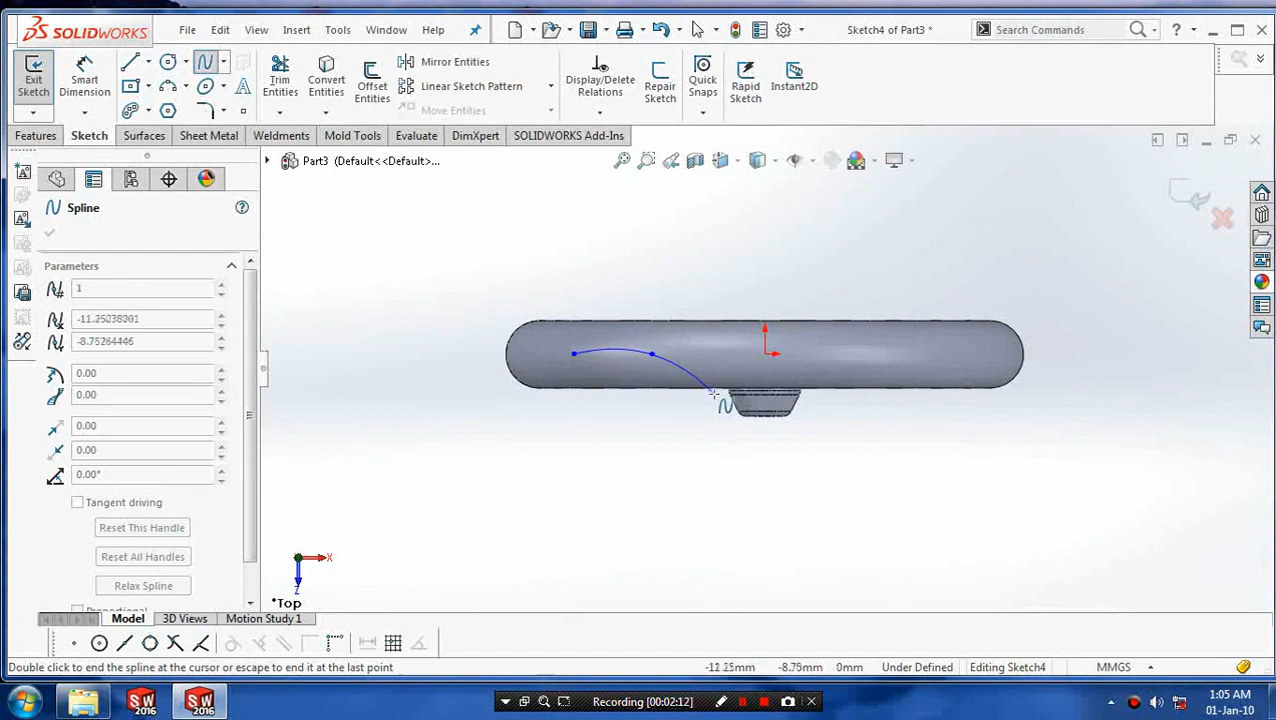 SOLIDWORKS
File Edit View Insert Tools Window Help
Sketch4 of Part3 *
Search Commands
?
Exit Sketch
Smart Dimension
Trim Entities
Convert Entities
Offset Entities
Mirror Entities
Linear Sketch Pattern
Move Entities
Display/Delete Relations
Repair Sketch
Quick Snaps
Rapid Sketch
Instant2D
Features Sketch Surfaces Sheet Metal Weldments Mold Tools Evaluate DimXpert SOLIDWORKS Add-Ins
Part3 (Default<<Default>...
Spline
?
Parameters
1
-11.25038001
-8.75264446
0.00
0.00
0.00
0.00
0.00°
Tangent driving
Reset This Handle
Reset All Handles
Relax Spline
Proportional
X
Z
*Top
Model 3D Views Motion Study 1
Double click to end the spline at the cursor or escape to end it at the last point
-11.25mm -8.75mm 0mm Under Defined Editing Sketch4 MMGS
SW 2016
SW 2016
Recording [00:02:12]
1:05 AM
01-Jan-10